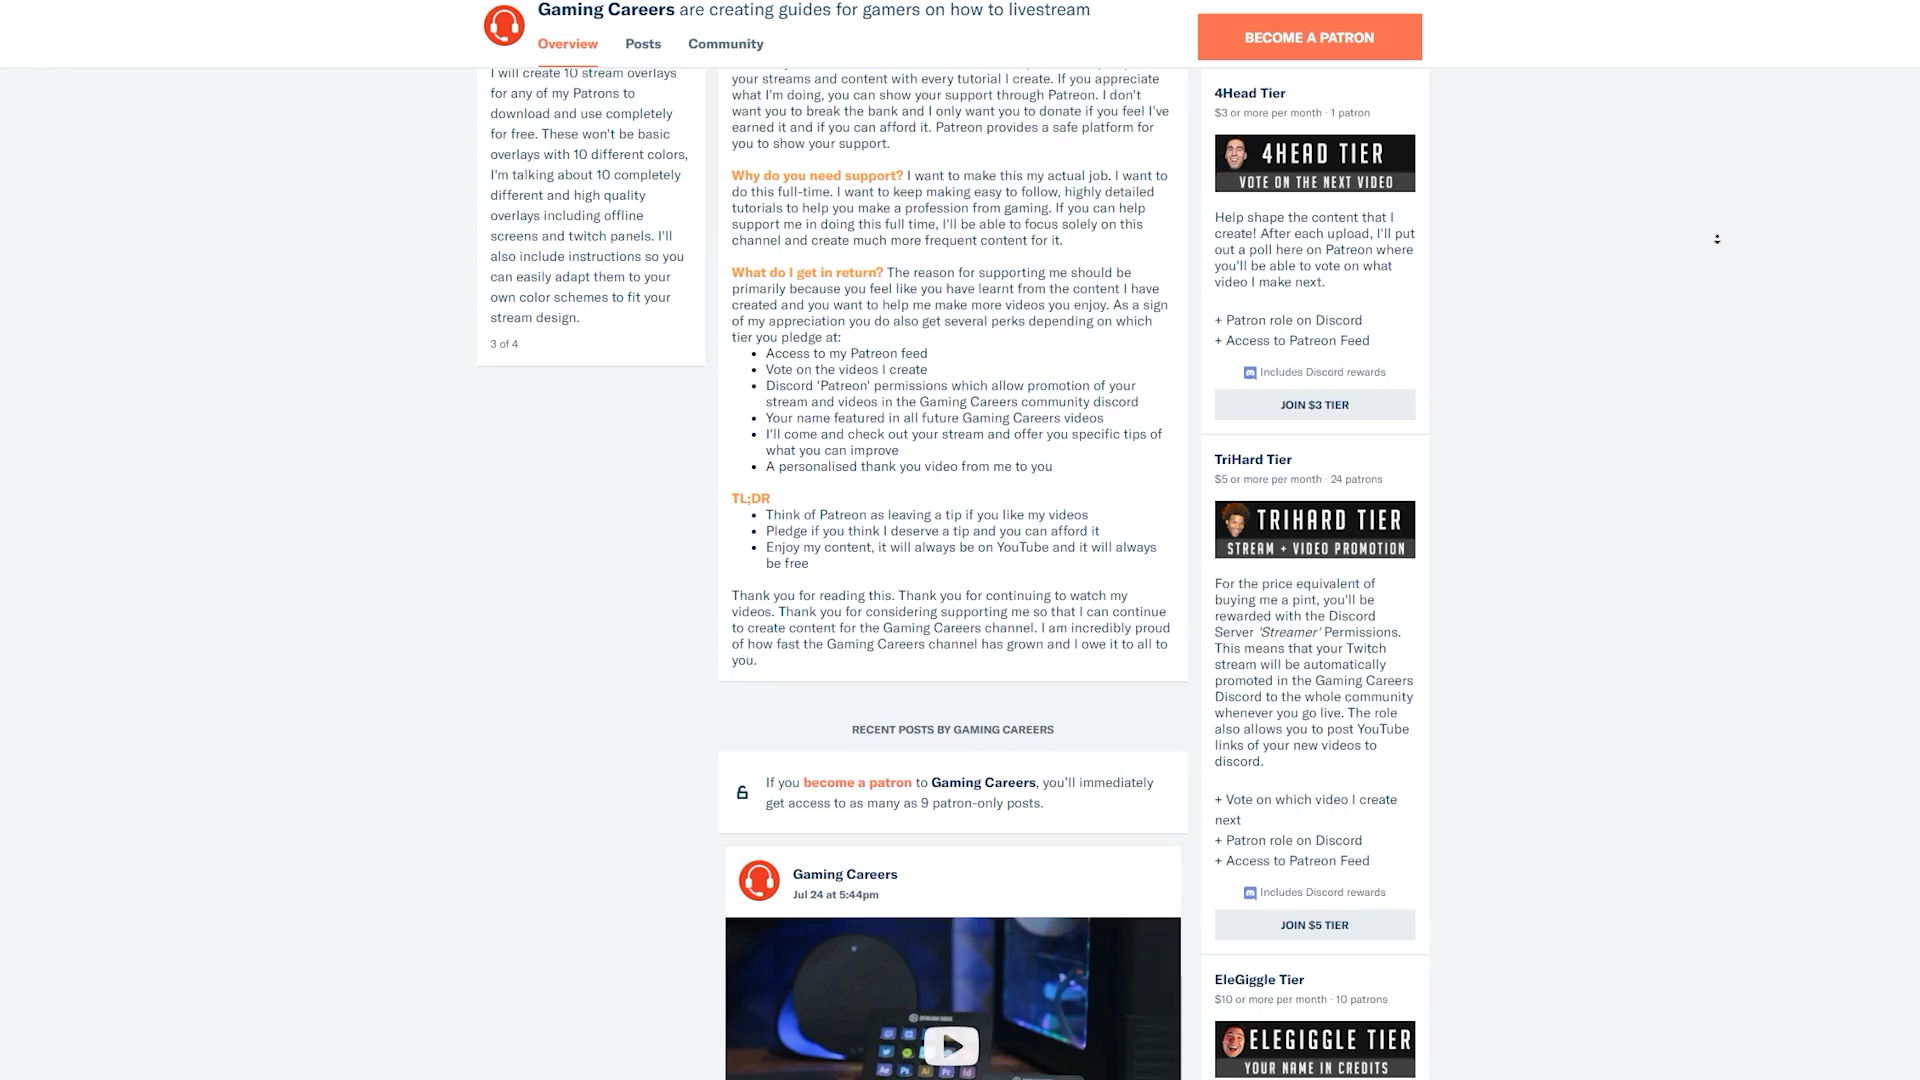 Gaming Careers are creating guides for gamers on how to livestream
Overview
Posts
Community
BECOME A PATRON
I will create 10 stream overlays
for any of my Patrons to
download and use completely
for free. These won't be basic
overlays with 10 different colors,
I'm talking about 10 completely
different and high quality
overlays including offline
screens and twitch panels. I'll
also include instructions so you
can easily adapt them to your
own color schemes to fit your
stream design.
3 of 4
your streams and content with every tutorial I create. If you appreciate
what I'm doing, you can show your support through Patreon. I don't
want you to break the bank and I only want you to donate if you feel I've
earned it and if you can afford it. Patreon provides a safe platform for
you to show your support.
Why do you need support? I want to make this my actual job. I want to
do this full-time. I want to keep making easy to follow, highly detailed
tutorials to help you make a profession from gaming. If you can help
support me in doing this full time, I'll be able to focus solely on this
channel and create much more frequent content for it.
What do I get in return? The reason for supporting me should be
primarily because you feel like you have learnt from the content I have
created and you want to help me make more videos you enjoy. As a sign
of my appreciation you do also get several perks depending on which
tier you pledge at:
• Access to my Patreon feed
• Vote on the videos I create
• Discord 'Patreon' permissions which allow promotion of your
stream and videos in the Gaming Careers community discord
• Your name featured in all future Gaming Careers videos
• I'll come and check out your stream and offer you specific tips of
what you can improve
• A personalised thank you video from me to you
TL;DR
• Think of Patreon as leaving a tip if you like my videos
• Pledge if you think I deserve a tip and you can afford it
• Enjoy my content, it will always be on YouTube and it will always
be free
Thank you for reading this. Thank you for continuing to watch my
videos. Thank you for considering supporting me so that I can continue
to create content for the Gaming Careers channel. I am incredibly proud
of how fast the Gaming Careers channel has grown and I owe it to all to
you.
RECENT POSTS BY GAMING CAREERS
If you become a patron to Gaming Careers, you'll immediately
get access to as many as 9 patron-only posts.
Gaming Careers
Jul 24 at 5:44pm
STREAM DECK
Ae Ps Ai Pr Id
4Head Tier
$3 or more per month · 1 patron
4HEAD TIER
VOTE ON THE NEXT VIDEO
Help shape the content that I
create! After each upload, I'll put
out a poll here on Patreon where
you'll be able to vote on what
video I make next.
+ Patron role on Discord
+ Access to Patreon Feed
Includes Discord rewards
JOIN $3 TIER
TriHard Tier
$5 or more per month · 24 patrons
TRIHARD TIER
STREAM + VIDEO PROMOTION
For the price equivalent of
buying me a pint, you'll be
rewarded with the Discord
Server 'Streamer' Permissions.
This means that your Twitch
stream will be automatically
promoted in the Gaming Careers
Discord to the whole community
whenever you go live. The role
also allows you to post YouTube
links of your new videos to
discord.
+ Vote on which video I create
next
+ Patron role on Discord
+ Access to Patreon Feed
Includes Discord rewards
JOIN $5 TIER
EleGiggle Tier
$10 or more per month · 10 patrons
ELEGIGGLE TIER
YOUR NAME IN CREDITS